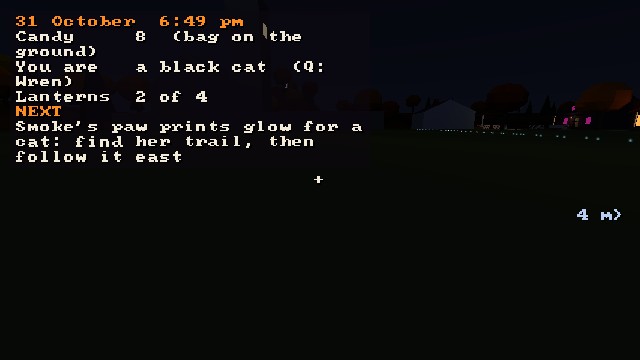 31 October  6:49 pm
Candy    8  (bag on the
ground)
You are   a black cat  (Q:
Wren)
Lanterns  2 of 4
NEXT
Smoke's paw prints glow for a
cat: find her trail, then
follow it east
4 m)